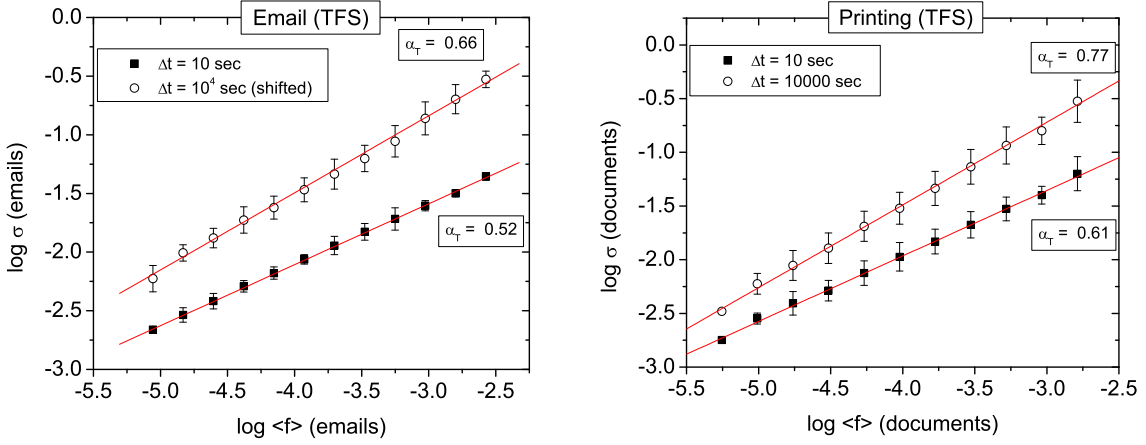 Email (TFS)
0.0
-0.5
-1.0
-1.5
-2.0
-2.5
-3.0
log σ (emails)
Δt = 10 sec
Δt = 10⁴ sec (shifted)
α_T = 0.66
α_T = 0.52
-5.5 -5.0 -4.5 -4.0 -3.5 -3.0 -2.5
log <f> (emails)
Printing (TFS)
0.0
-0.5
-1.0
-1.5
-2.0
-2.5
-3.0
log σ (documents)
Δt = 10 sec
Δt = 10000 sec
α_T = 0.77
α_T = 0.61
-5.5 -5.0 -4.5 -4.0 -3.5 -3.0 -2.5
log <f> (documents)